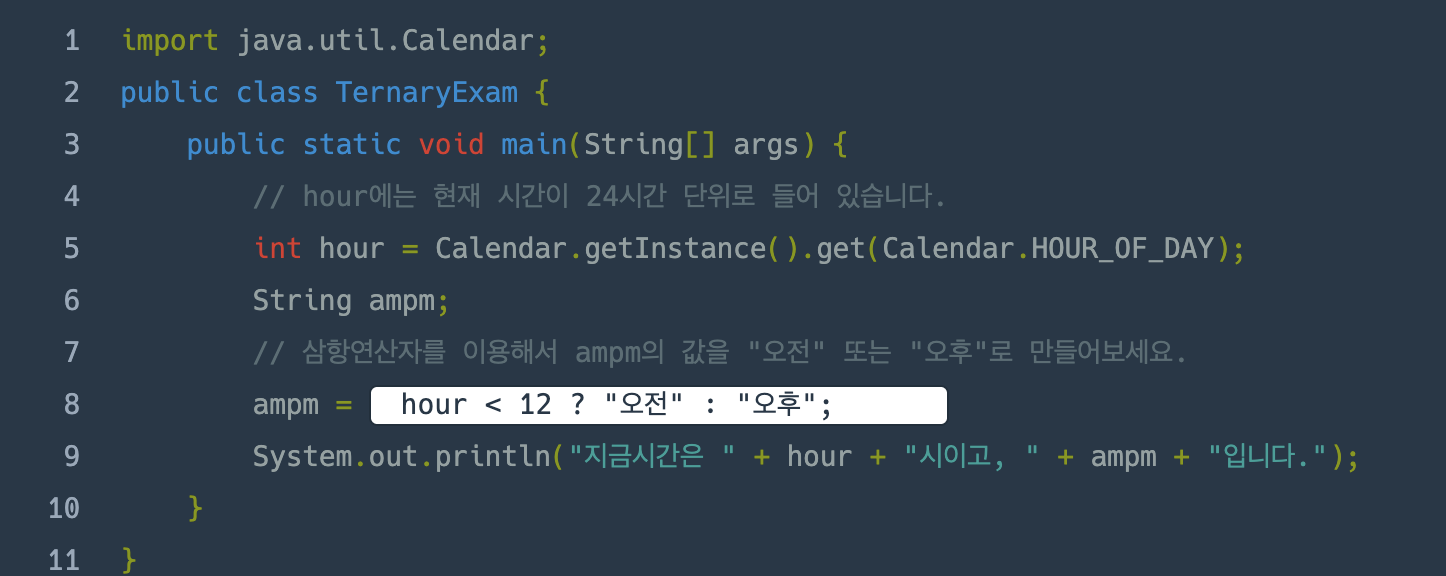 1 import java.util.Calendar;
2 public class TernaryExam {
3 public static void main(String[] args) {
4 // hour에는 현재 시간이 24시간 단위로 들어 있습니다.
5 int hour = Calendar.getInstance().get(Calendar.HOUR_OF_DAY);
6 String ampm;
7 // 삼항연산자를 이용해서 ampm의 값을 "오전" 또는 "오후"로 만들어보세요.
8 ampm = hour < 12 ? "오전" : "오후";
9 System.out.println("지금시간은 " + hour + "시이고, " + ampm + "입니다.");
10 }
11 }